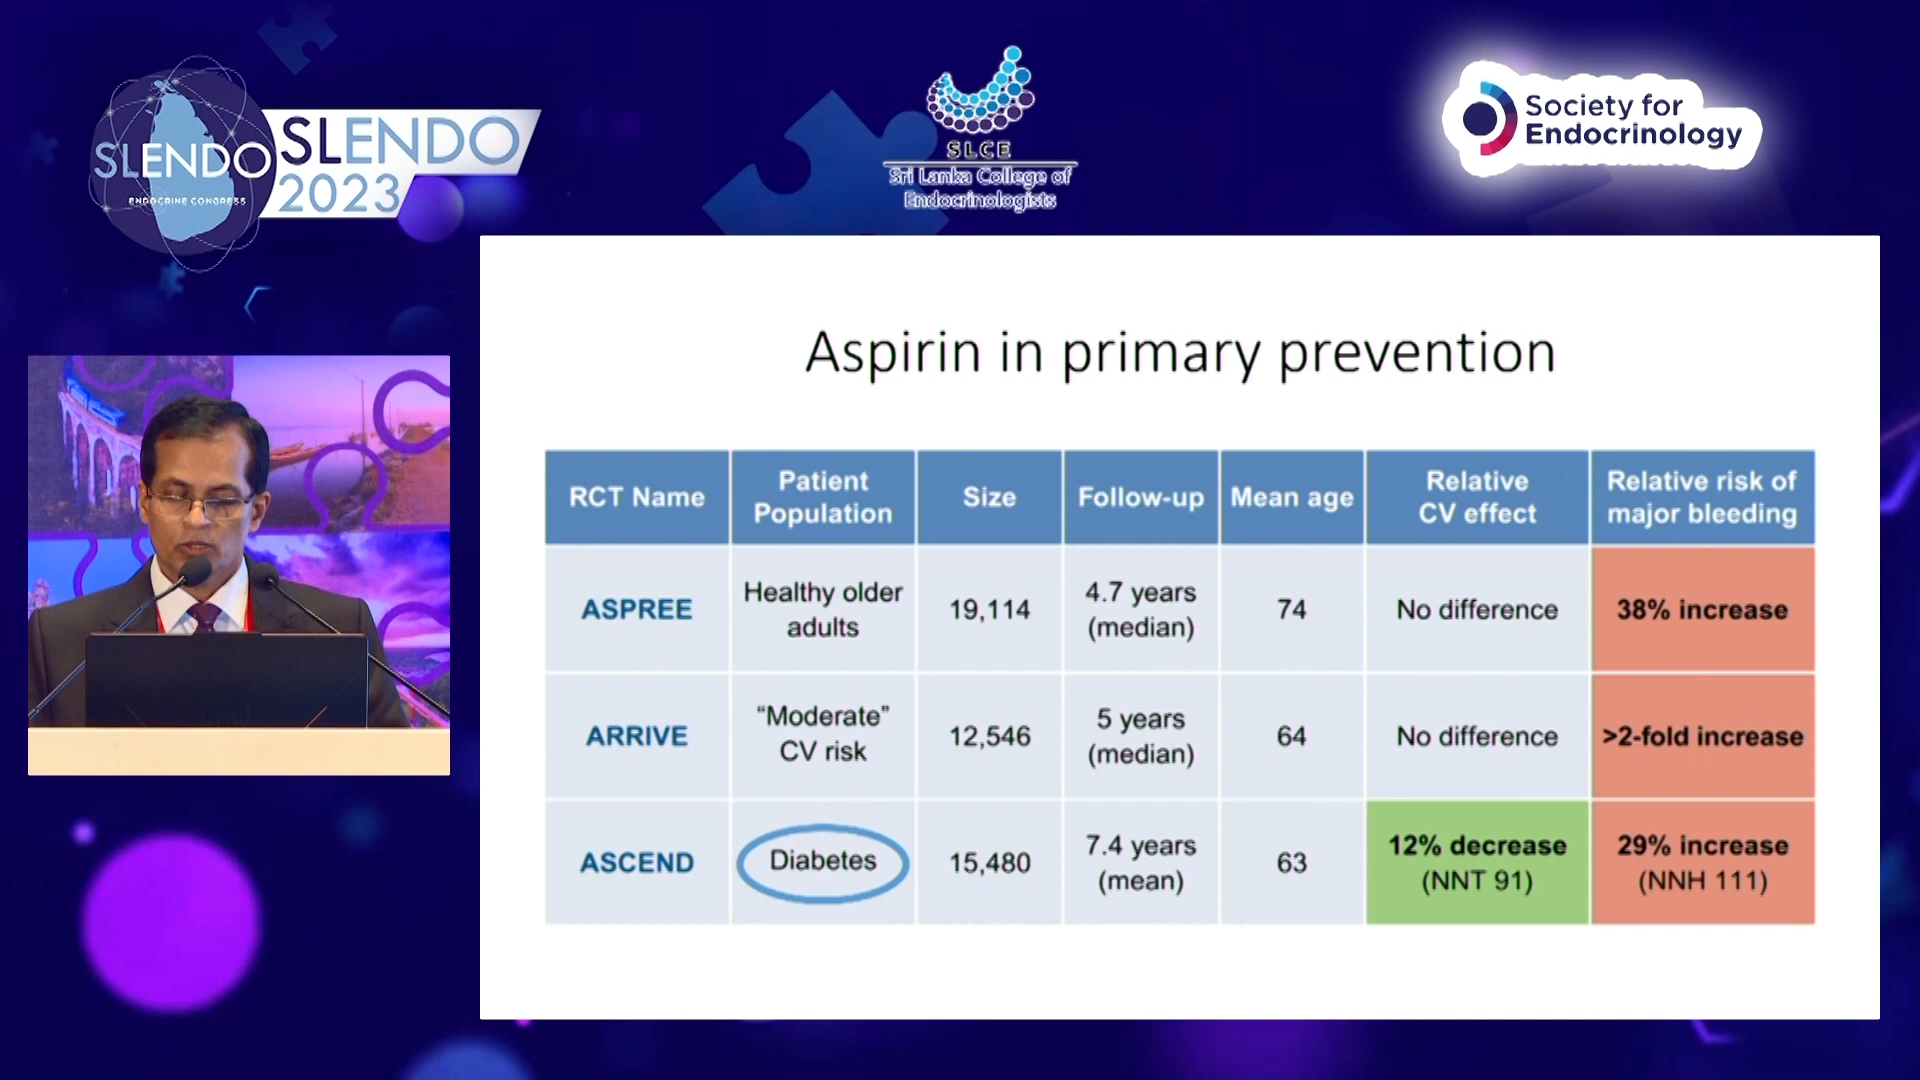 SLENDO
ENDOCRINE CONGRESS
SLENDO
2023
SLCE
Sri Lanka College of
Endocrinologists
Society for
Endocrinology
Aspirin in primary prevention
RCT Name
Patient
Population
Size
Follow-up
Mean age
Relative
CV effect
Relative risk of
major bleeding
ASPREE
Healthy older
adults
19,114
4.7 years
(median)
74
No difference
38% increase
ARRIVE
“Moderate”
CV risk
12,546
5 years
(median)
64
No difference
>2-fold increase
ASCEND
Diabetes
15,480
7.4 years
(mean)
63
12% decrease
(NNT 91)
29% increase
(NNH 111)